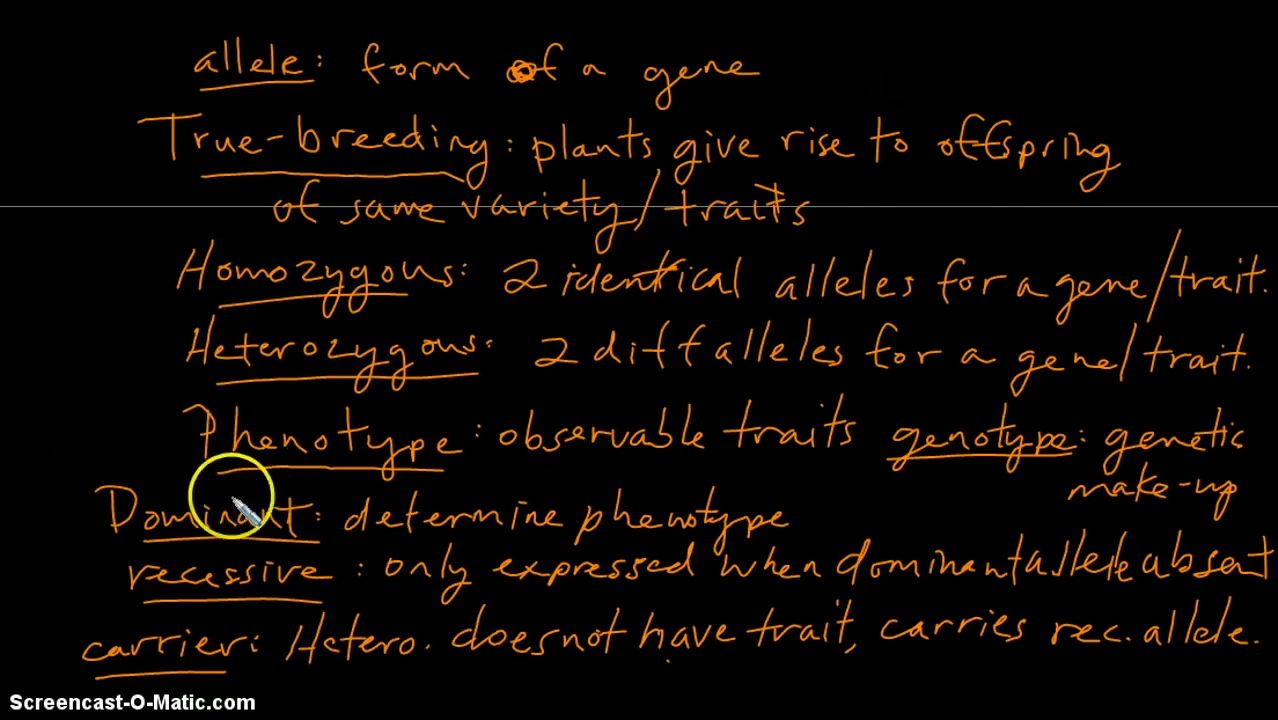 allele: form of a gene
True-breeding: plants give rise to offspring
of same variety/traits
Homozygous: 2 identical alleles for a gene/trait.
Heterozygous: 2 diff alleles for a gene/trait.
Phenotype: observable traits genotype: genetic
make-up
Dominant: determine phenotype
recessive: only expressed when dominant allele absent
carrier: Hetero. does not have trait, carries rec. allele.
Screencast-O-Matic.com